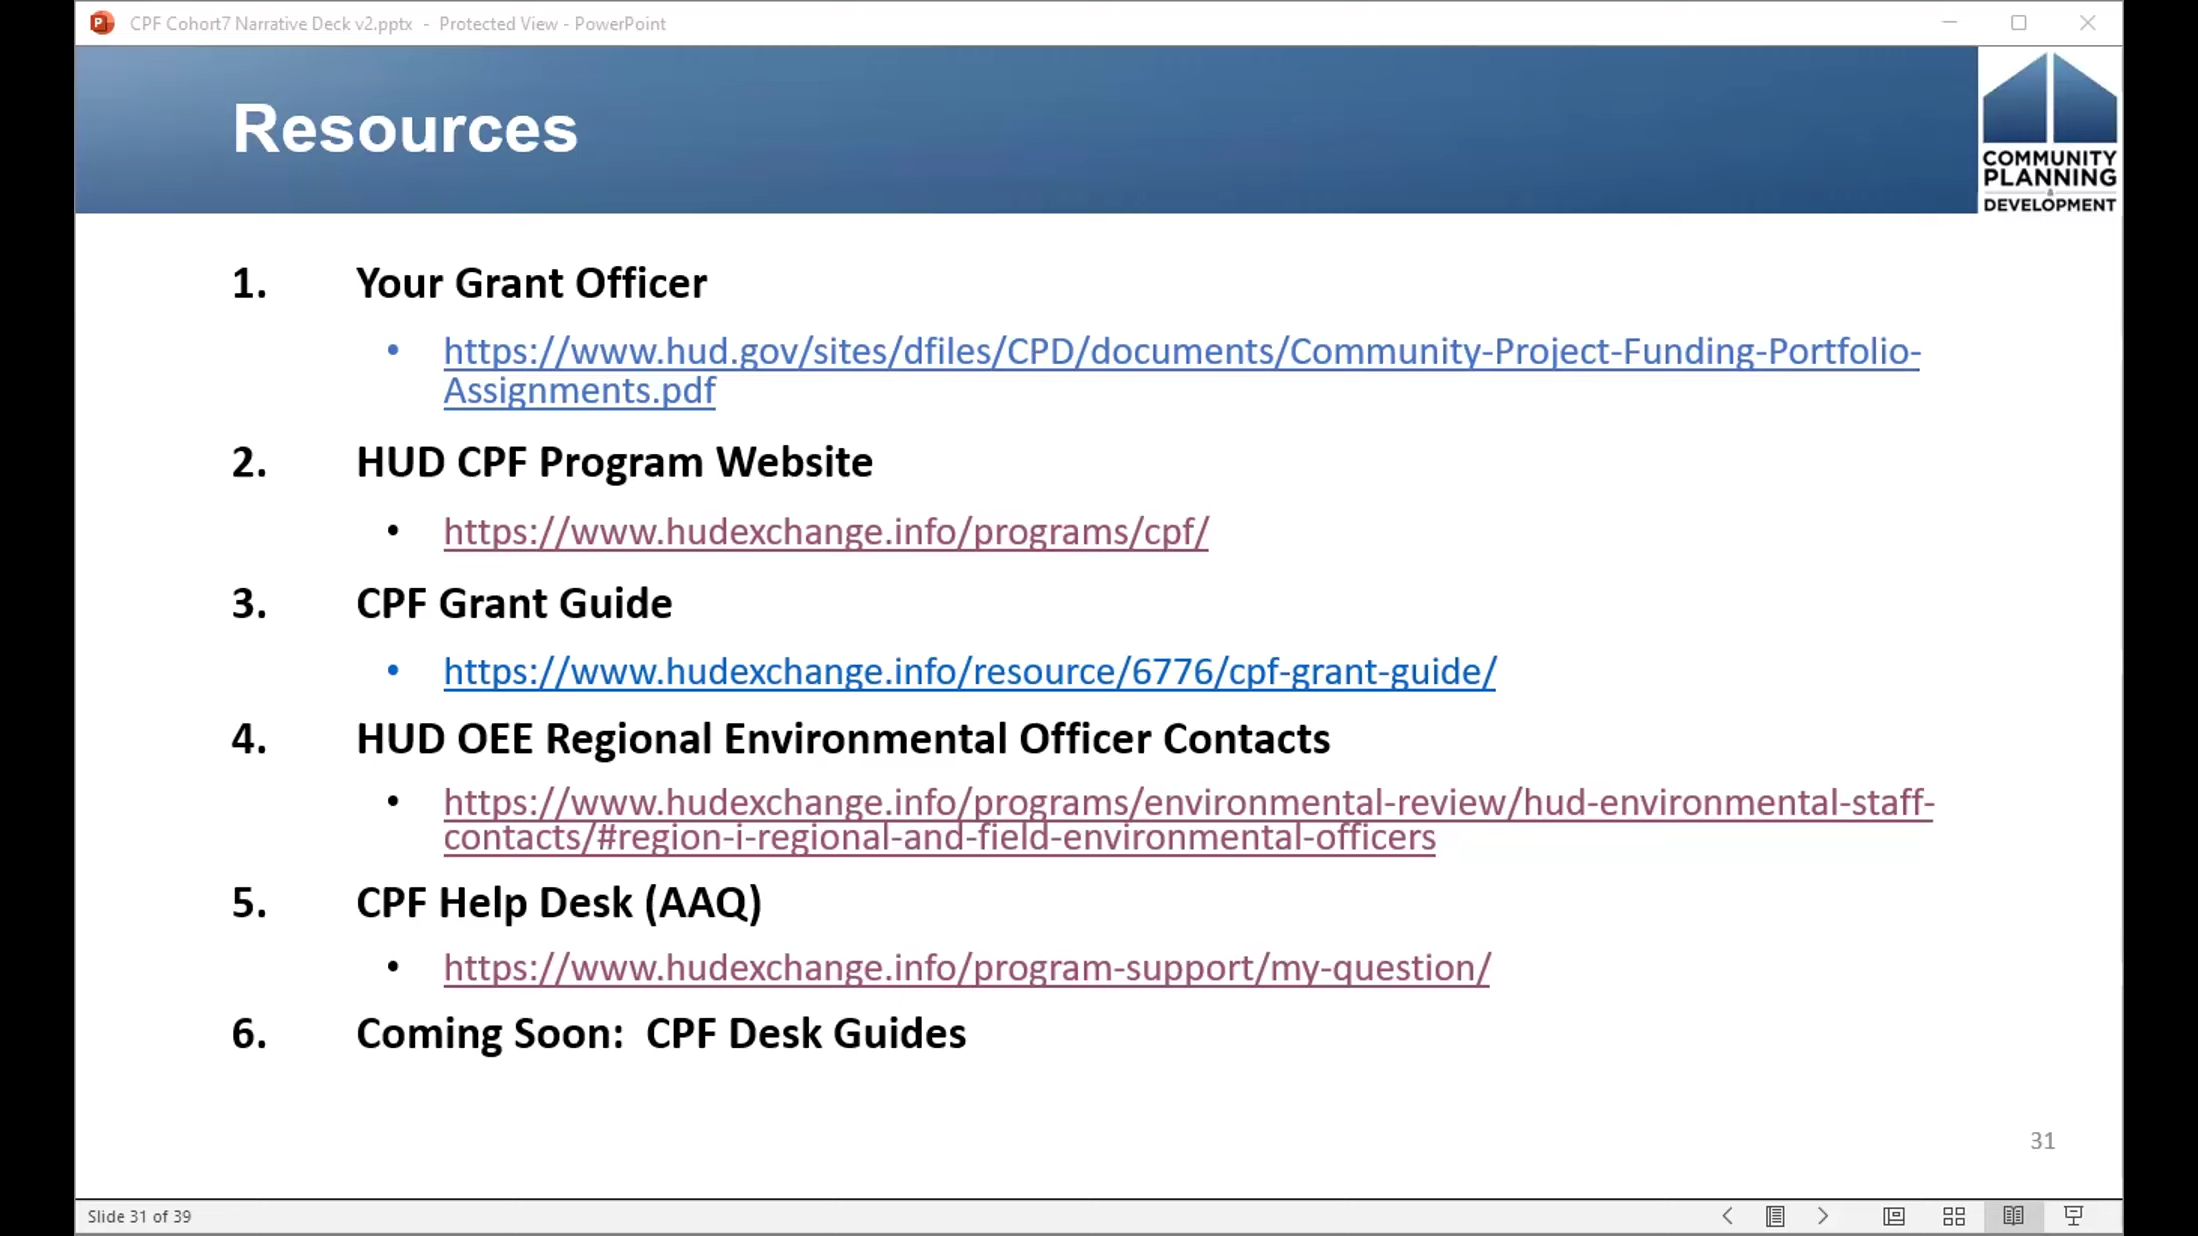 CPF Cohort7 Narrative Deck v2.pptx - Protected View - PowerPoint
Resources
COMMUNITY
PLANNING
&
DEVELOPMENT
1. Your Grant Officer
• https://www.hud.gov/sites/dfiles/CPD/documents/Community-Project-Funding-Portfolio-
Assignments.pdf
2. HUD CPF Program Website
• https://www.hudexchange.info/programs/cpf/
3. CPF Grant Guide
• https://www.hudexchange.info/resource/6776/cpf-grant-guide/
4. HUD OEE Regional Environmental Officer Contacts
• https://www.hudexchange.info/programs/environmental-review/hud-environmental-staff-
contacts/#region-i-regional-and-field-environmental-officers
5. CPF Help Desk (AAQ)
• https://www.hudexchange.info/program-support/my-question/
6. Coming Soon: CPF Desk Guides
31
Slide 31 of 39